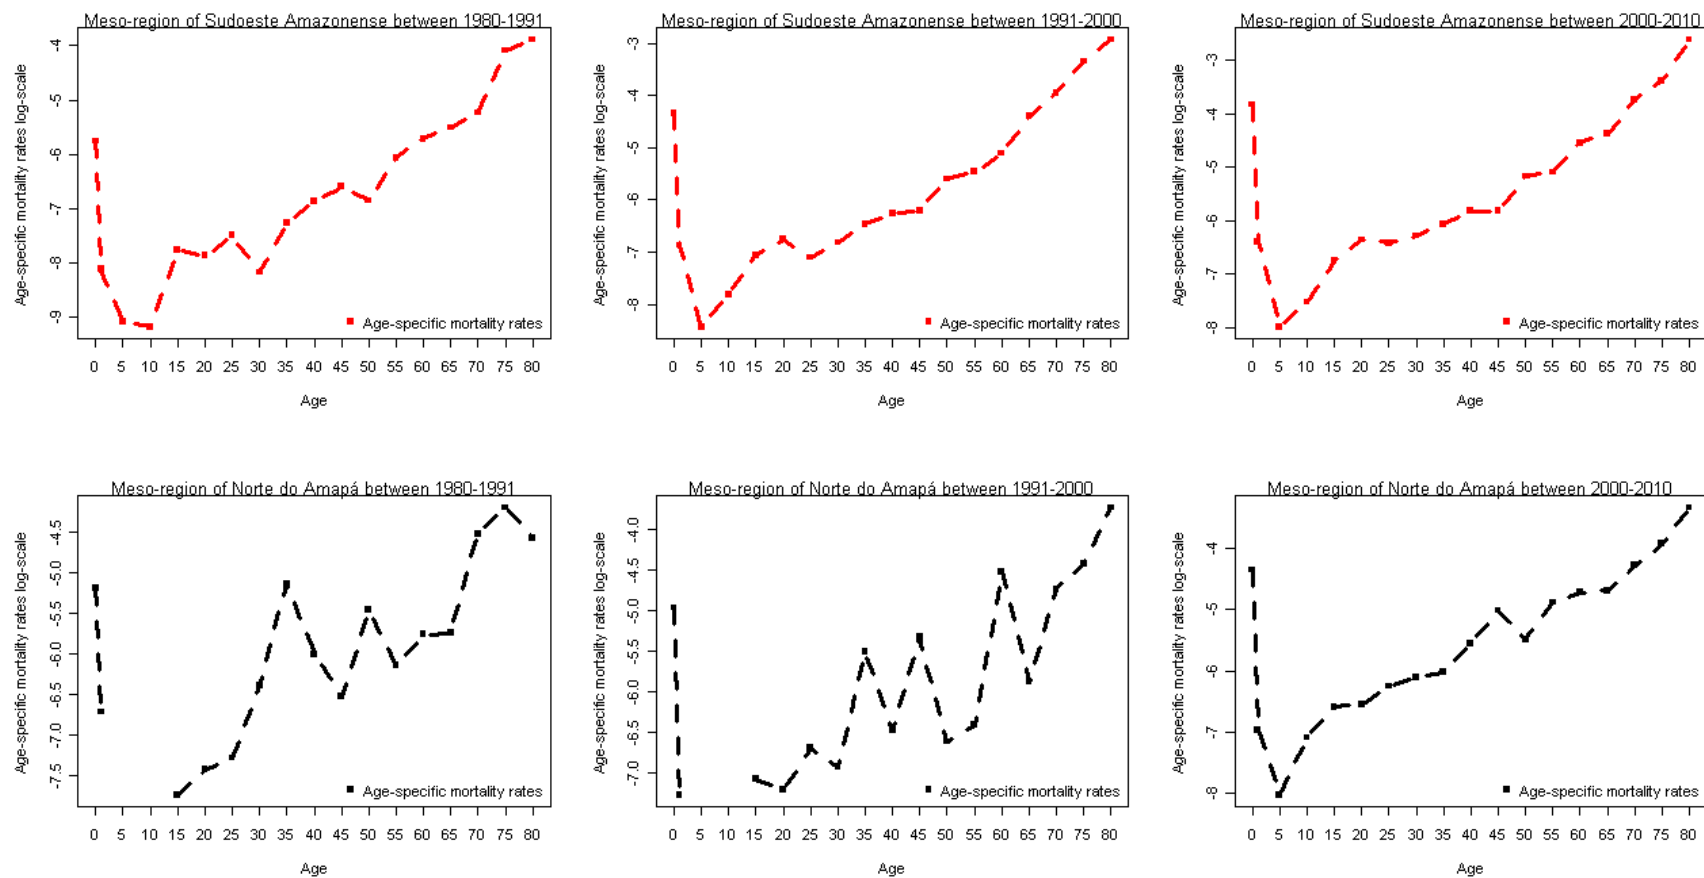 Meso-region of Sudoeste Amazonense between 1980-1991
Age-specific mortality rates log-scale
-4
-5
-6
-7
-8
-9
Age-specific mortality rates
0 5 10 15 20 25 30 35 40 45 50 55 60 65 70 75 80
Age
Meso-region of Sudoeste Amazonense between 1991-2000
Age-specific mortality rates log-scale
-3
-4
-5
-6
-7
-8
Age-specific mortality rates
0 5 10 15 20 25 30 35 40 45 50 55 60 65 70 75 80
Age
Meso-region of Sudoeste Amazonense between 2000-2010
Age-specific mortality rates log-scale
-3
-4
-5
-6
-7
-8
Age-specific mortality rates
0 5 10 15 20 25 30 35 40 45 50 55 60 65 70 75 80
Age
Meso-region of Norte do Amapá between 1980-1991
Age-specific mortality rates log-scale
-4.5
-5.0
-5.5
-6.0
-6.5
-7.0
-7.5
Age-specific mortality rates
0 5 10 15 20 25 30 35 40 45 50 55 60 65 70 75 80
Age
Meso-region of Norte do Amapá between 1991-2000
Age-specific mortality rates log-scale
-4.0
-4.5
-5.0
-5.5
-6.0
-6.5
-7.0
Age-specific mortality rates
0 5 10 15 20 25 30 35 40 45 50 55 60 65 70 75 80
Age
Meso-region of Norte do Amapá between 2000-2010
Age-specific mortality rates log-scale
-4
-5
-6
-7
-8
Age-specific mortality rates
0 5 10 15 20 25 30 35 40 45 50 55 60 65 70 75 80
Age